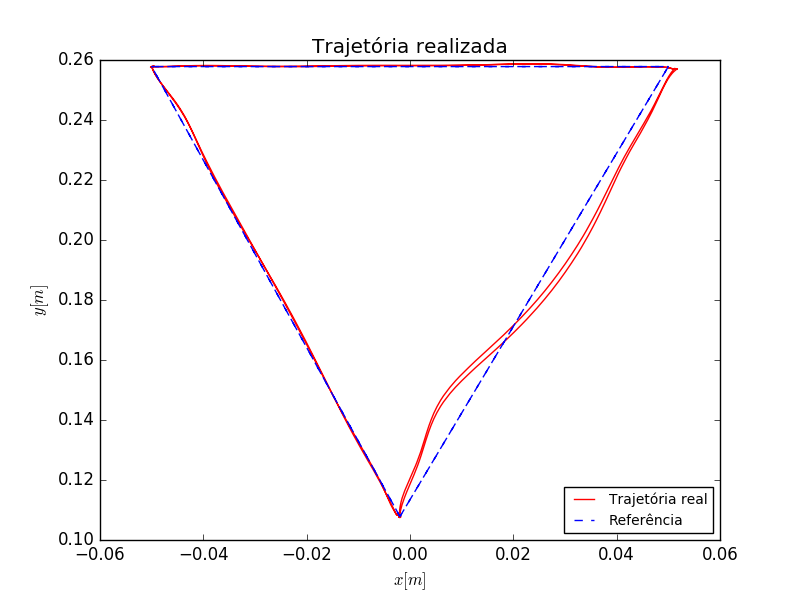 Trajetória realizada
0.26
0.24
0.22
0.20
0.18
0.16
0.14
0.12
0.10
y[m]
Trajetória real
Referência
−0.06 −0.04 −0.02 0.00 0.02 0.04 0.06
x[m]